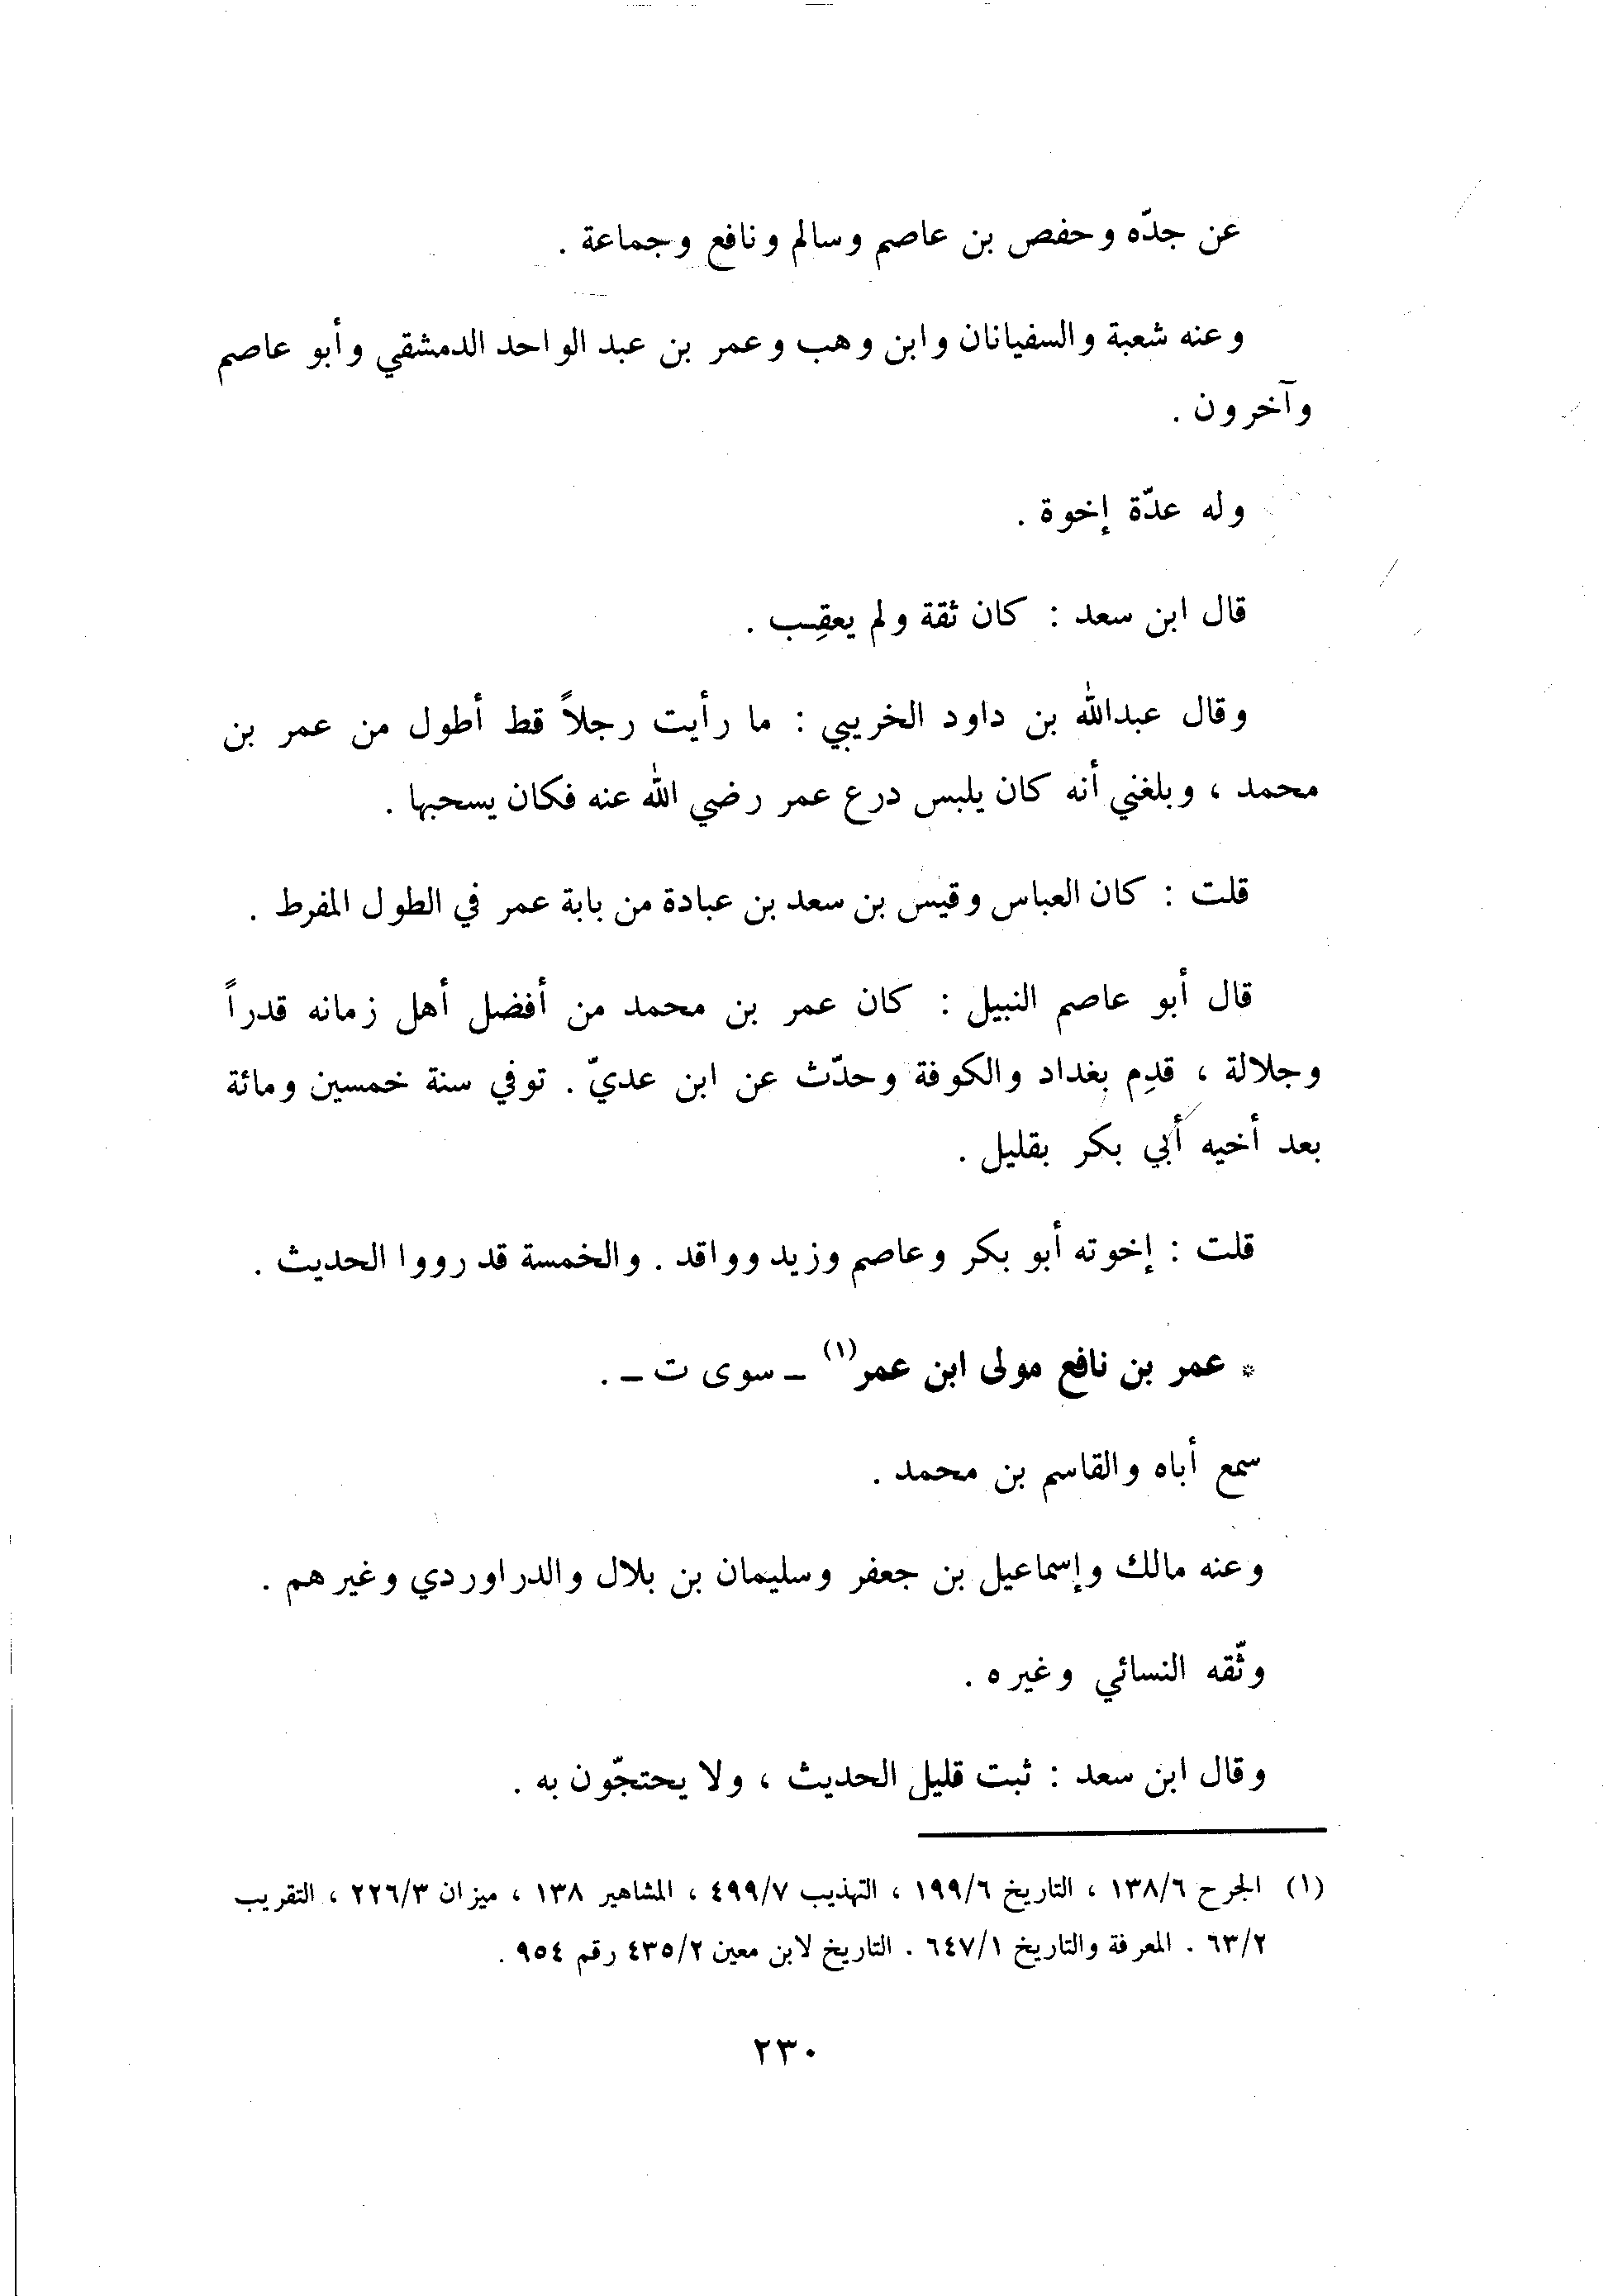 عن جدّه وحفص بن عاصم وسالم ونافع وجماعة .
وعنه شعبة والسفيانان وابن وهب وعمر بن عبد الواحد الدمشقي وأبو عاصم
وآخرون .
وله عدّة إخوة .
قال ابن سعد : كان ثقة ولم يعقِب .
وقال عبدالله بن داود الخريبي : ما رأيت رجلاً قط أطول من عمر بن
محمد ، وبلغني أنه كان يلبس درع عمر رضي الله عنه فكان يسحبها .
قلت : كان العباس وقيس بن سعد بن عبادة من بابة عمر في الطول المفرط .
قال أبو عاصم النبيل : كان عمر بن محمد من أفضل أهل زمانه قدراً
وجلالة ، قدِم بغداد والكوفة وحدّث عن ابن عديّ . توفي سنة خمسين ومائة
بعد أخيه أبي بكر بقليل .
قلت : إخوته أبو بكر وعاصم وزيد وواقد . والخمسة قد رووا الحديث .
* عمر بن نافع مولى ابن عمر(١) ـ سوى ت ـ .
سمع أباه والقاسم بن محمد .
وعنه مالك وإسماعيل بن جعفر وسليمان بن بلال والدراوردي وغيرهم .
وثّقه النسائي وغيره .
وقال ابن سعد : ثبت قليل الحديث ، ولا يحتجّون به .
(١) الجرح ١٣٨/٦ ، التاريخ ١٩٩/٦ ، التهذيب ٤٩٩/٧ ، المشاهير ١٣٨ ، ميزان ٢٢٦/٣ ، التقريب
٦٣/٢ . المعرفة والتاريخ ٦٤٧/١ . التاريخ لابن معين ٤٣٥/٢ رقم ٩٥٤ .
٢٣٠